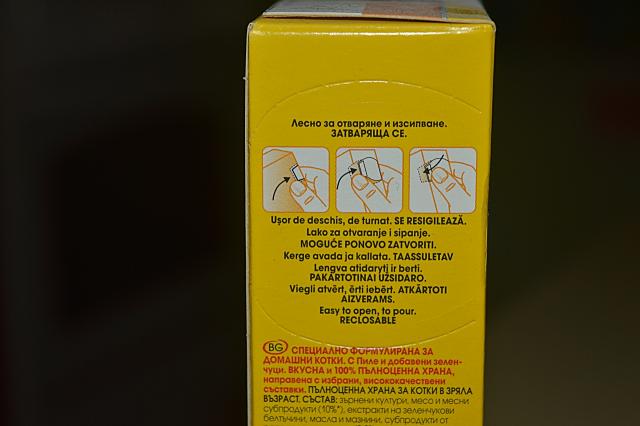 Лесно за отваряне и изсипване.
ЗАТВАРЯЩА СЕ.
Uşor de deschis, de turnat. SE RESIGILEAZĂ.
Lako za otvaranje i sipanje.
MOGUĆE PONOVO ZATVORITI.
Kerge avada ja kallata. TAASSULETAV
Lengva atidaryti ir berti.
PAKARTOTINAI UŽSIDARO.
Viegli atvērt, ērti iebērt. ATKĀRTOTI
AIZVERAMS.
Easy to open, to pour.
RECLOSABLE
BG СПЕЦИАЛНО ФОРМУЛИРАНА ЗА
ДОМАШНИ КОТКИ. С Пиле и добавени зелен-
чуци. ВКУСНА и 100% ПЪЛНОЦЕННА ХРАНА,
направена с избрани, висококачествени
съставки. ПЪЛНОЦЕННА ХРАНА ЗА КОТКИ В ЗРЯЛА
ВЪЗРАСТ. СЪСТАВ: зърнени култури, месо и месни
субпродукти (10%*), екстракти на зеленчукови
белтъчини, масла и мазнини, субпродукти от